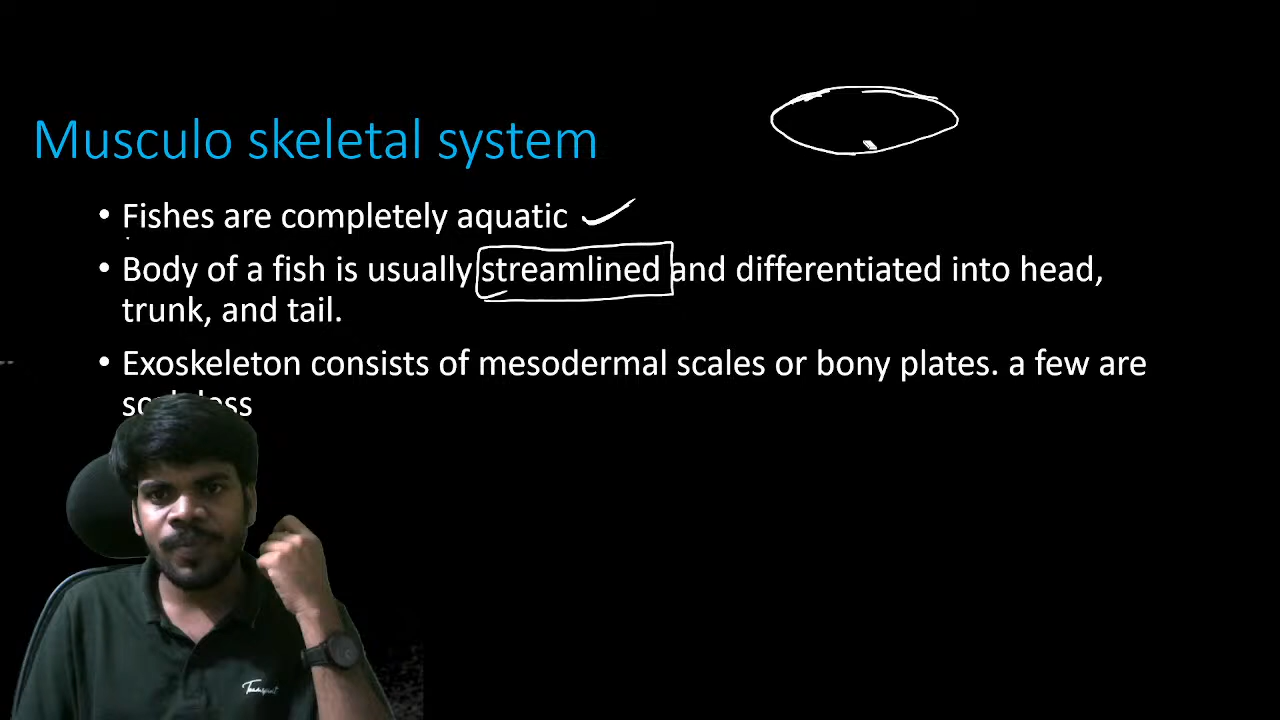 Musculo skeletal system
• Fishes are completely aquatic
• Body of a fish is usually streamlined and differentiated into head,
trunk, and tail.
• Exoskeleton consists of mesodermal scales or bony plates. a few are